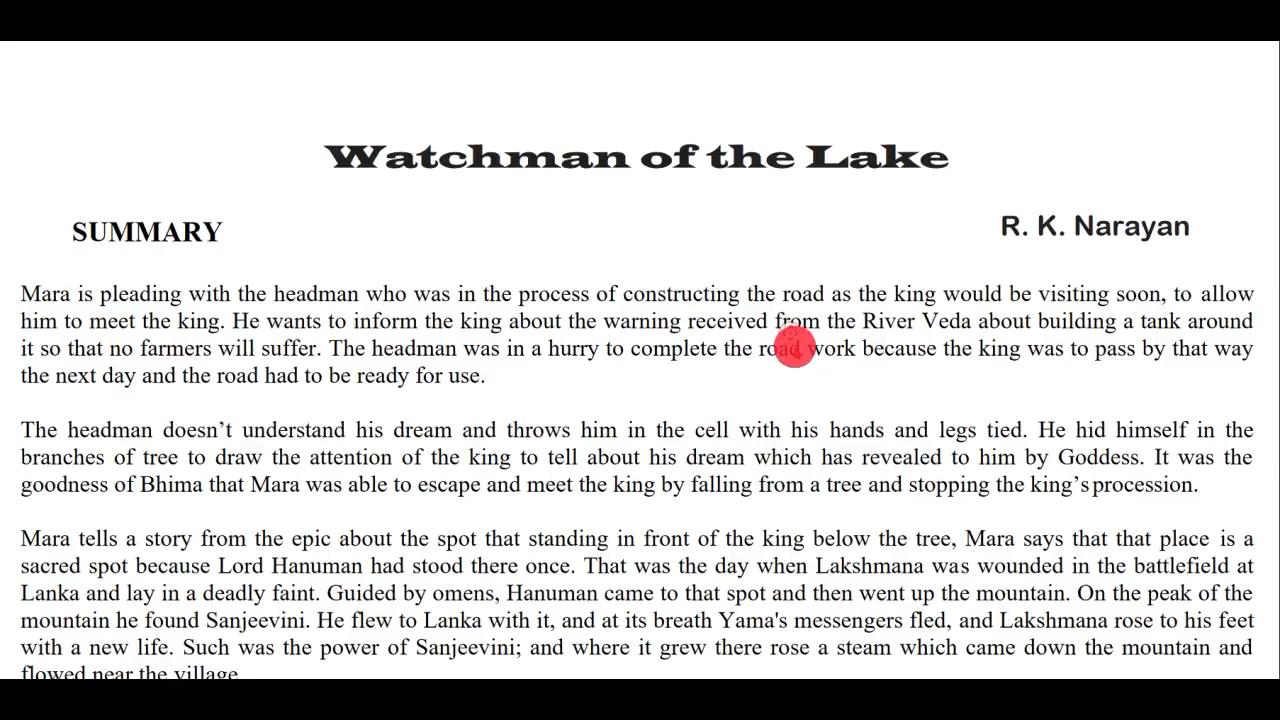 Watchman of the Lake
SUMMARY
R. K. Narayan
Mara is pleading with the headman who was in the process of constructing the road as the king would be visiting soon, to allow
him to meet the king. He wants to inform the king about the warning received from the River Veda about building a tank around
it so that no farmers will suffer. The headman was in a hurry to complete the road work because the king was to pass by that way
the next day and the road had to be ready for use.
The headman doesn’t understand his dream and throws him in the cell with his hands and legs tied. He hid himself in the
branches of tree to draw the attention of the king to tell about his dream which has revealed to him by Goddess. It was the
goodness of Bhima that Mara was able to escape and meet the king by falling from a tree and stopping the king’s procession.
Mara tells a story from the epic about the spot that standing in front of the king below the tree, Mara says that that place is a
sacred spot because Lord Hanuman had stood there once. That was the day when Lakshmana was wounded in the battlefield at
Lanka and lay in a deadly faint. Guided by omens, Hanuman came to that spot and then went up the mountain. On the peak of the
mountain he found Sanjeevini. He flew to Lanka with it, and at its breath Yama's messengers fled, and Lakshmana rose to his feet
with a new life. Such was the power of Sanjeevini; and where it grew there rose a steam which came down the mountain and
flowed near the village.